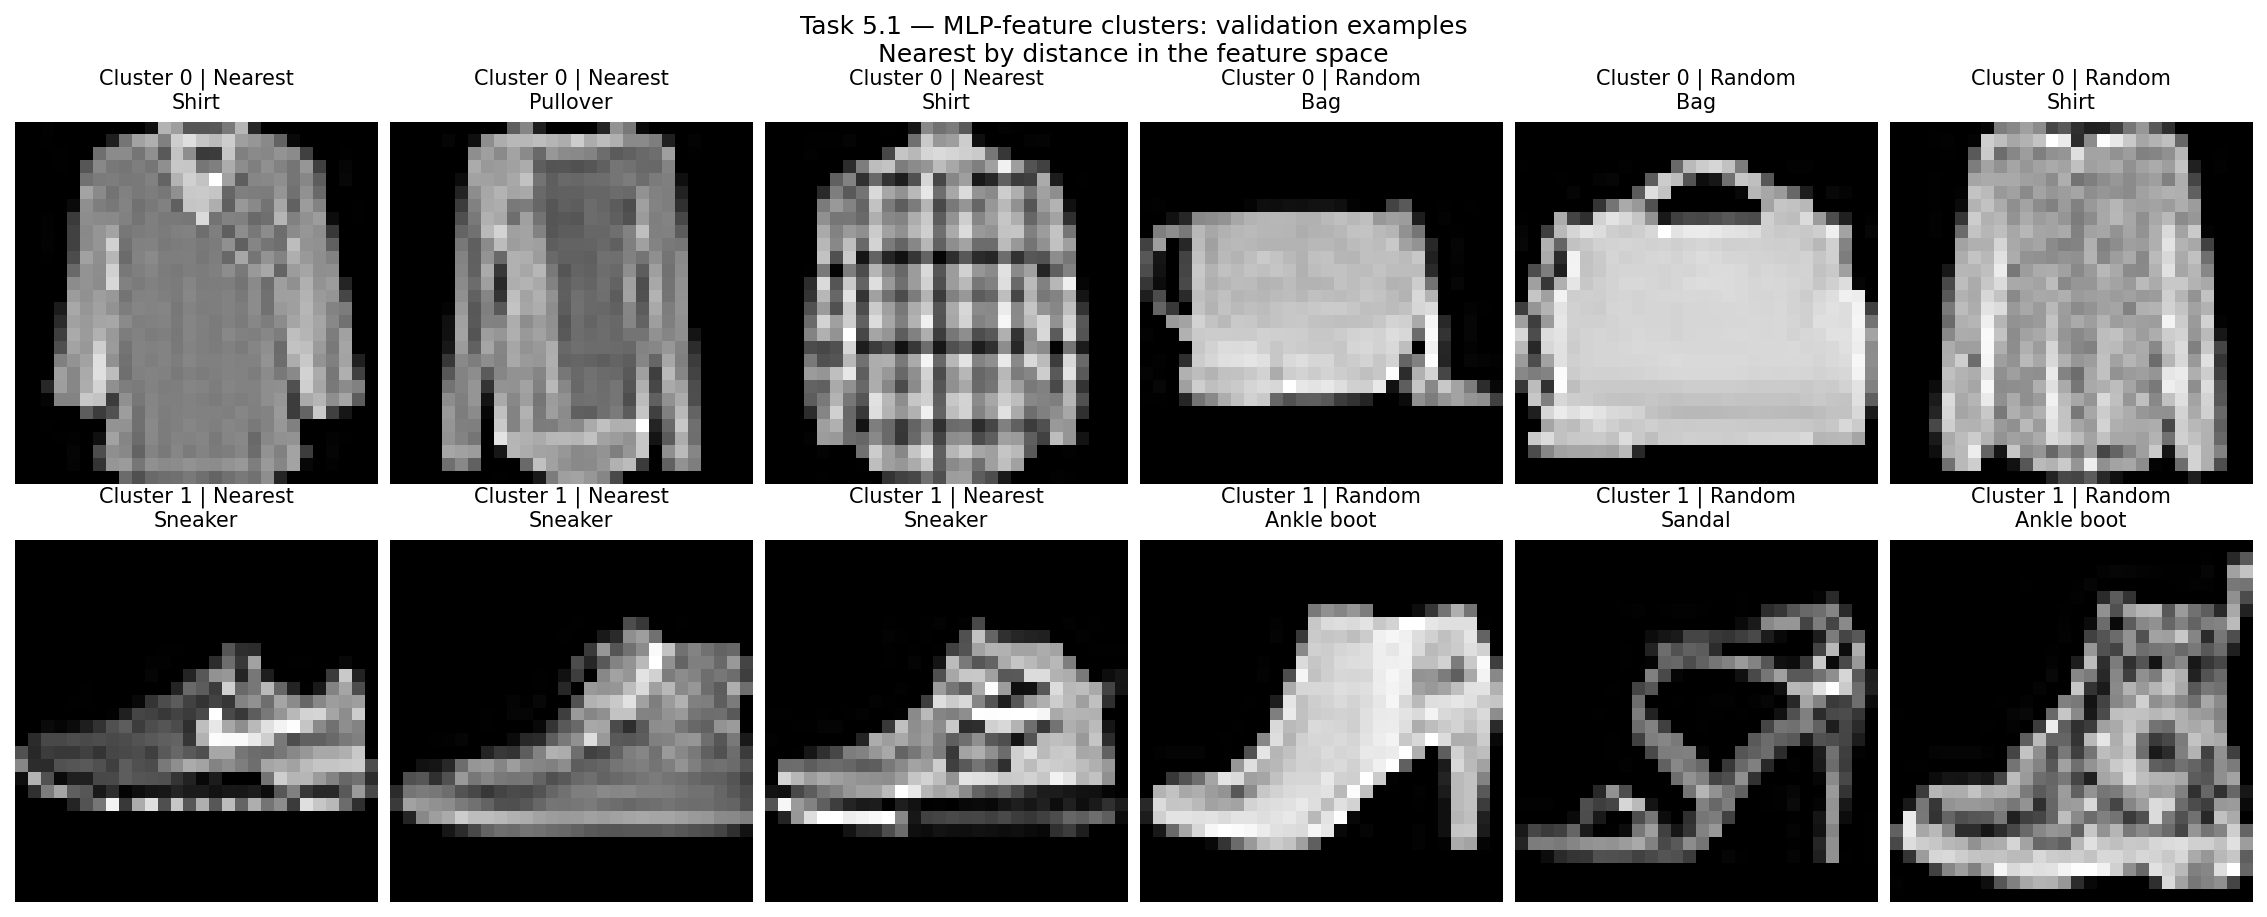 Task 5.1 — MLP-feature clusters: validation examples
Nearest by distance in the feature space
Cluster 0 | Nearest
Shirt
Cluster 0 | Nearest
Pullover
Cluster 0 | Nearest
Shirt
Cluster 0 | Random
Bag
Cluster 0 | Random
Bag
Cluster 0 | Random
Shirt
Cluster 1 | Nearest
Sneaker
Cluster 1 | Nearest
Sneaker
Cluster 1 | Nearest
Sneaker
Cluster 1 | Random
Ankle boot
Cluster 1 | Random
Sandal
Cluster 1 | Random
Ankle boot